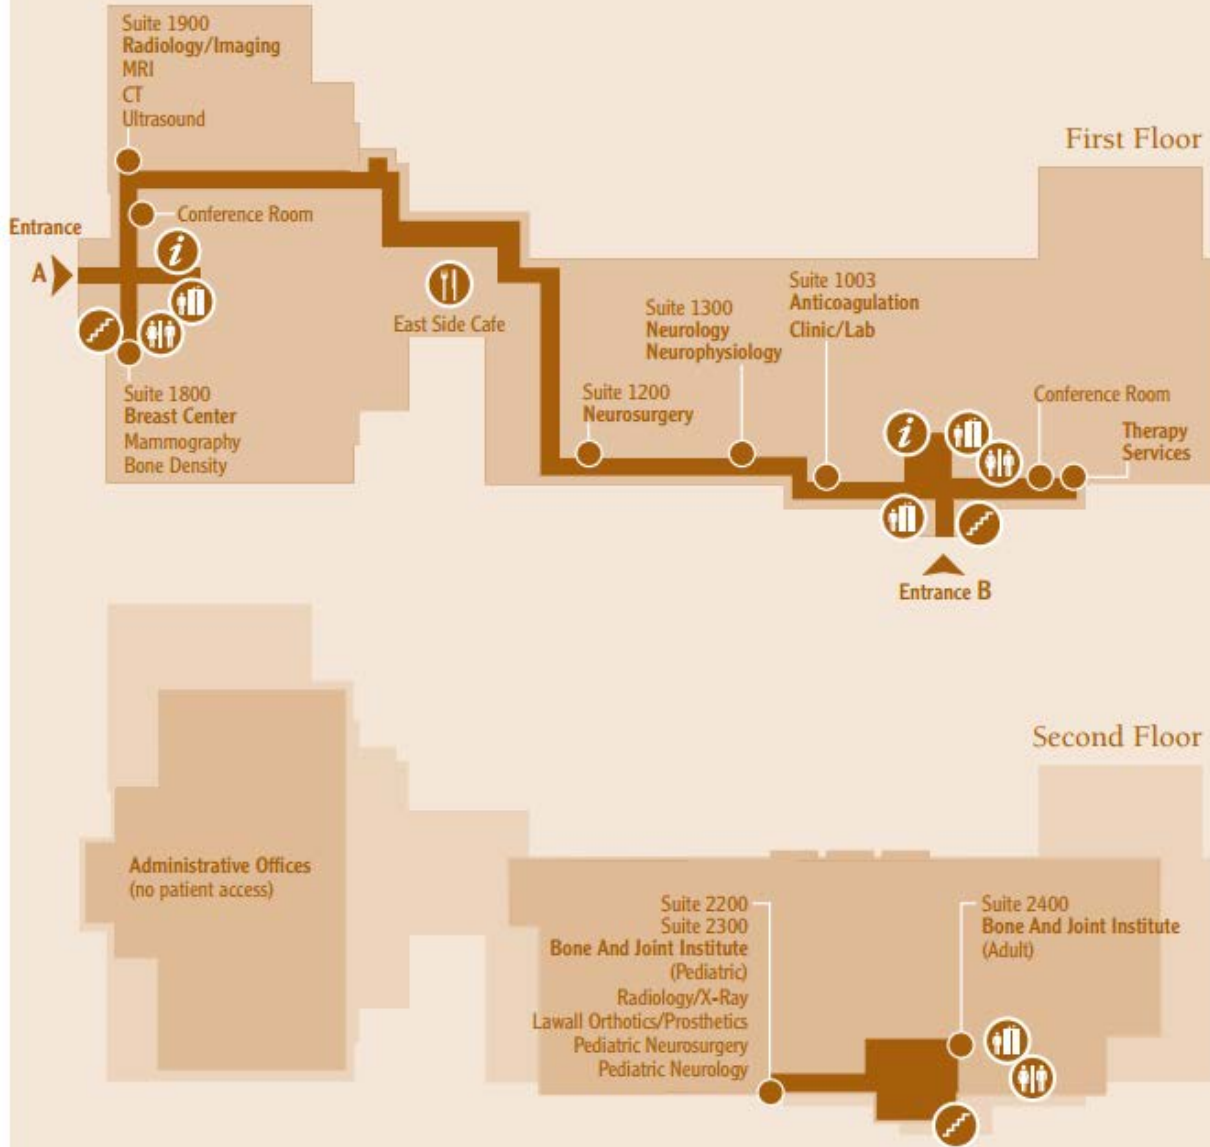 Suite 1900
Radiology/Imaging
MRI
CT
Ultrasound
First Floor
Conference Room
Entrance
A
i
East Side Cafe
Suite 1800
Breast Center
Mammography
Bone Density
Suite 1200
Neurosurgery
Suite 1300
Neurology
Neurophysiology
Suite 1003
Anticoagulation
Clinic/Lab
i
Conference Room
Therapy
Services
Entrance B
Second Floor
Administrative Offices
(no patient access)
Suite 2200
Suite 2300
Bone And Joint Institute
(Pediatric)
Radiology/X-Ray
Lawall Orthotics/Prosthetics
Pediatric Neurosurgery
Pediatric Neurology
Suite 2400
Bone And Joint Institute
(Adult)